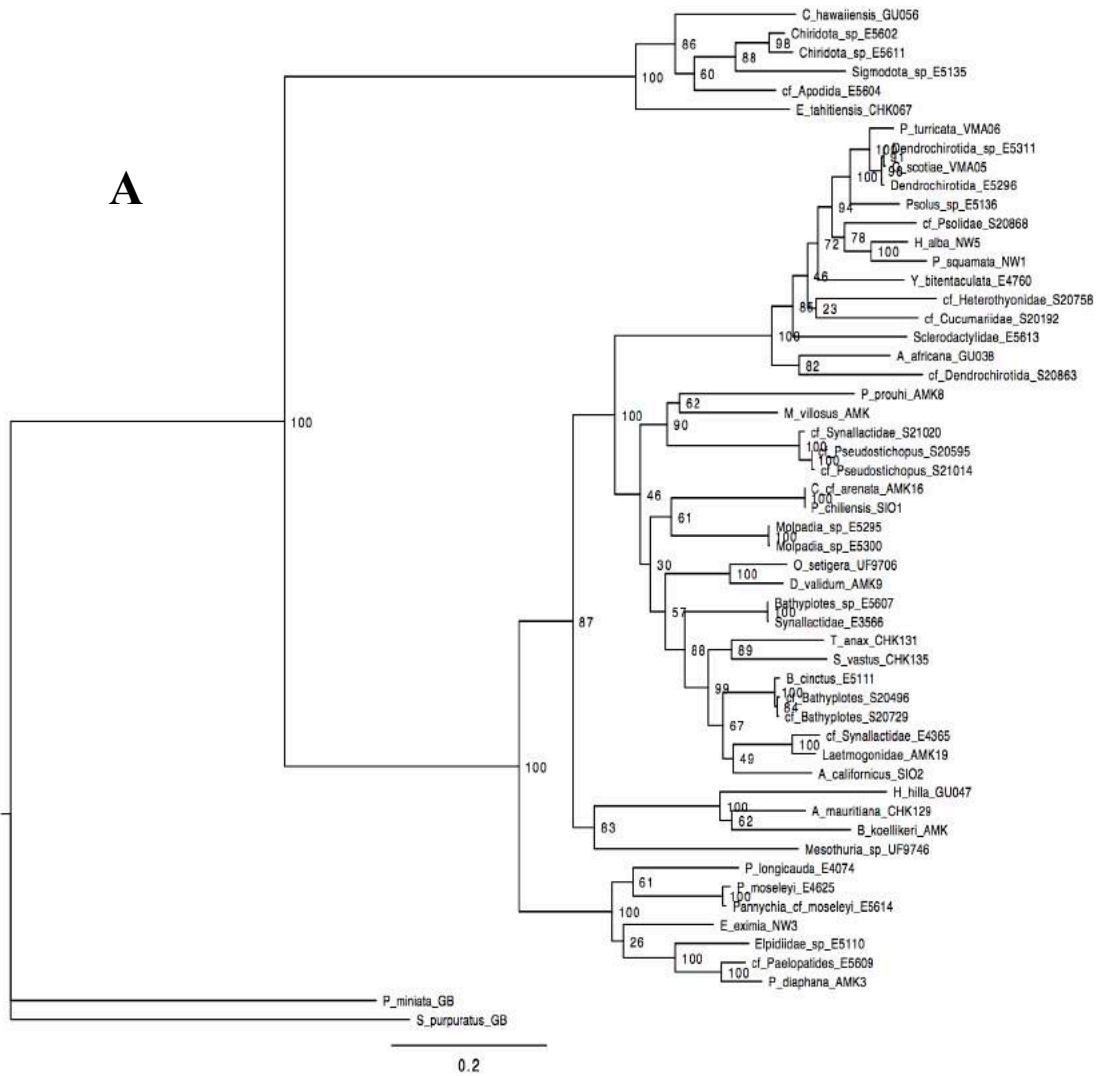 C_hawaiiensis_GU056
86
Chiridota_sp_E5602
98
Chiridota_sp_E5611
88
Sigmodota_sp_E5135
100
60
cf_Apodida_E5604
E_tahitiensis_CHK067
A
P_turricata_VMA06
100
Dendrochirotida_sp_E5311
91
scotiae_VMA05
100
90
Dendrochirotida_E5296
94
Psolus_sp_E5136
cf_Psolidae_S20868
72
78
H_alba_NW5
100
P_squamata_NW1
46
Y_bitentaculata_E4760
cf_Heterothyonidae_S20758
23
cf_Cucumariidae_S20192
100
Sclerodactylidae_E5613
A_africana_GU038
82
cf_Dendrochirotida_S20863
P_prouhi_AMK8
62
100
M_villosus_AMK
90
cf_Synallactidae_S21020
100
cf_Pseudostichopus_S20595
100
cf_Pseudostichopus_S21014
100
46
C_cf_arenata_AMK16
100
P_chiliensis_SIO1
61
Molpadia_sp_E5295
100
Molpadia_sp_E5300
30
O_setigera_UF9706
100
D_validum_AMK9
57
Bathyplotes_sp_E5607
100
Synallactidae_E3566
87
T_anax_CHK131
88
89
S_vastus_CHK135
B_cinctus_E5111
99
100
cf_Bathyplotes_S20496
84
cf_Bathyplotes_S20729
67
cf_Synallactidae_E4365
100
Laetmogonidae_AMK19
49
A_californicus_SIO2
100
H_hilla_GU047
100
A_mauritiana_CHK129
62
83
B_koellikeri_AMK
Mesothuria_sp_UF9746
P_longicauda_E4074
61
P_moseleyi_E4625
100
Pannychia_cf_moseleyi_E5614
100
E_eximia_NW3
26
Elpidiidae_sp_E5110
100
cf_Paelopatides_E5609
100
P_diaphana_AMK3
P_miniata_GB
S_purpuratus_GB
0.2